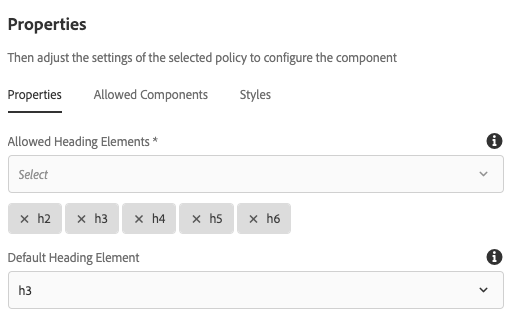 Properties
Then adjust the settings of the selected policy to configure the component
Properties Allowed Components Styles
Allowed Heading Elements *
Select
× h2 × h3 × h4 × h5 × h6
Default Heading Element
h3